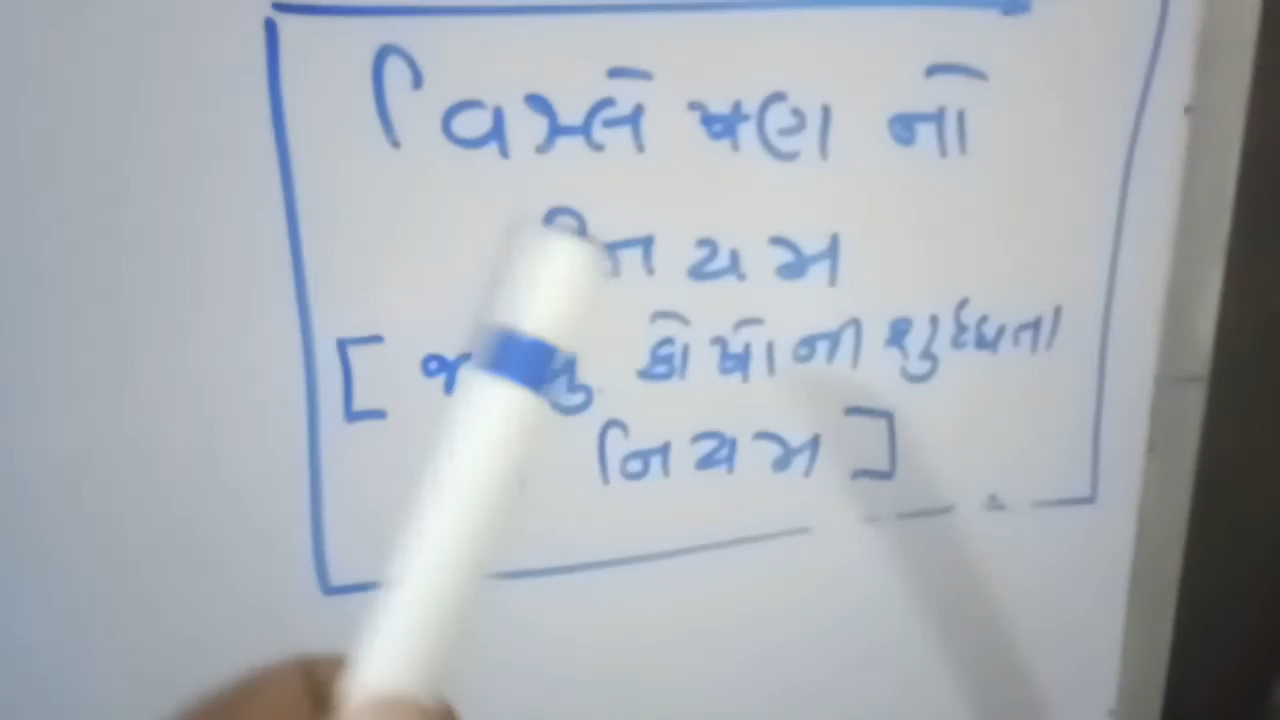 વિશ્લેષણ નો
નિયમ
[ કોષોની શુદ્ધતા
નિયમ ]